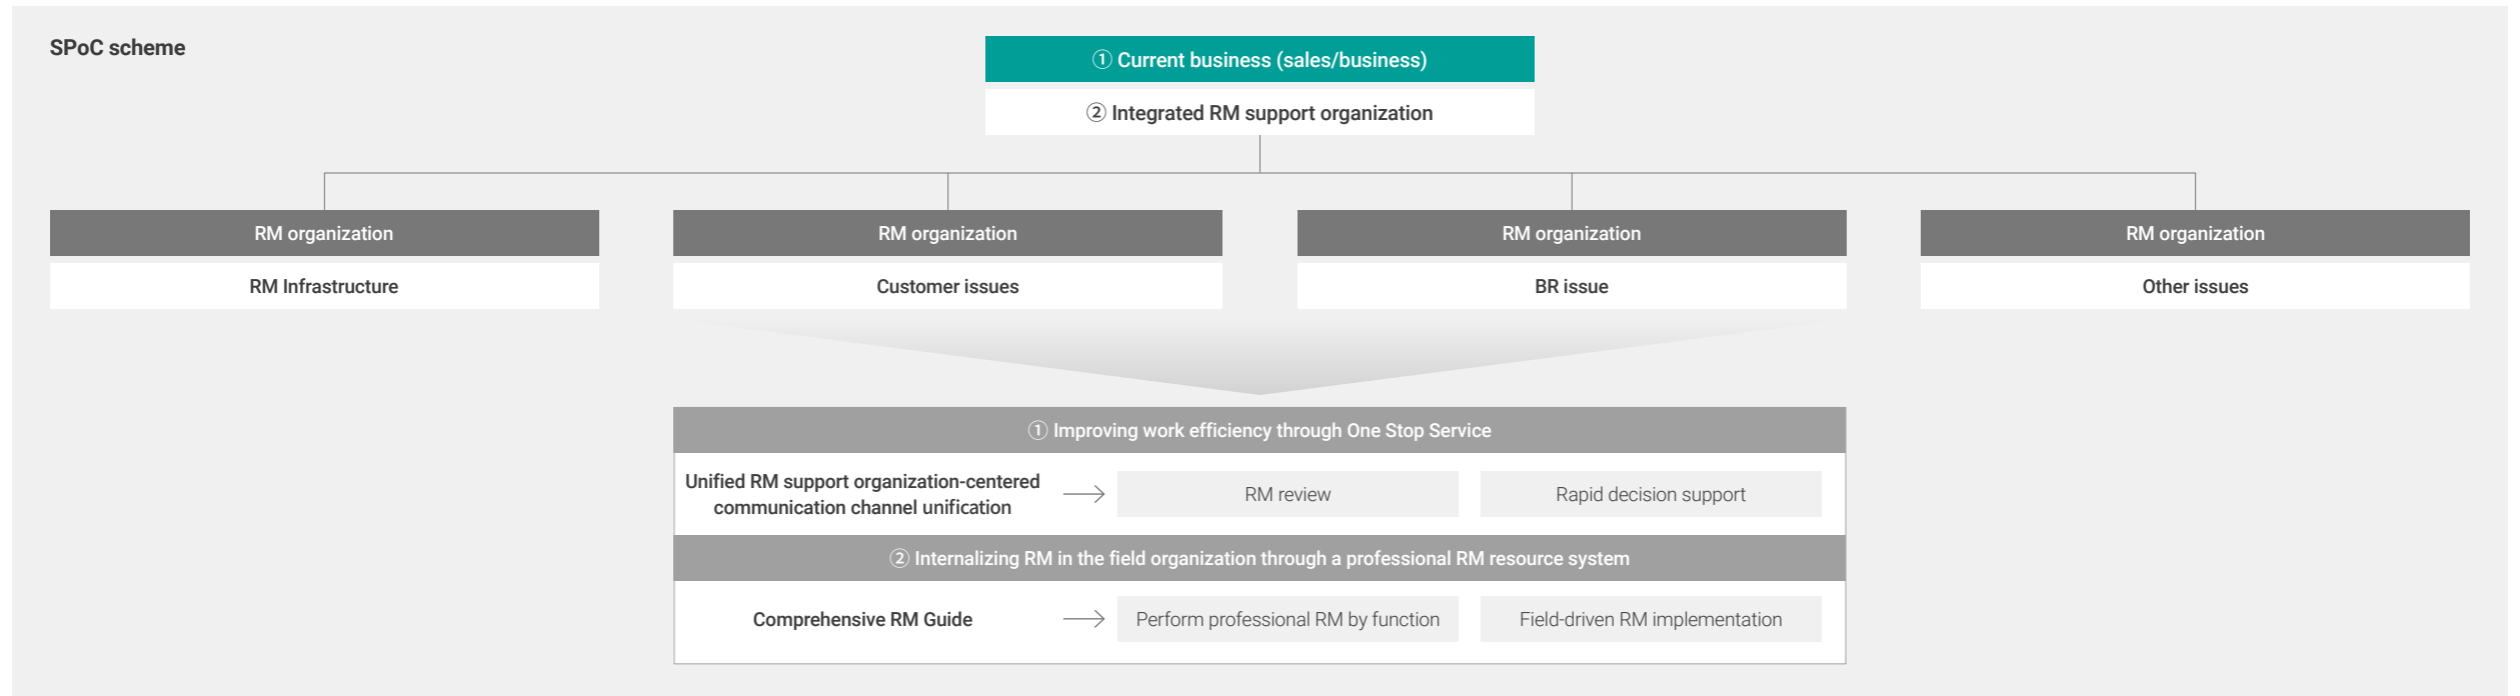 SPoC scheme
① Current business (sales/business)
② Integrated RM support organization
RM organization
RM Infrastructure
RM organization
Customer issues
RM organization
BR issue
RM organization
Other issues
① Improving work efficiency through One Stop Service
Unified RM support organization-centered
communication channel unification
RM review
Rapid decision support
② Internalizing RM in the field organization through a professional RM resource system
Comprehensive RM Guide
Perform professional RM by function
Field-driven RM implementation